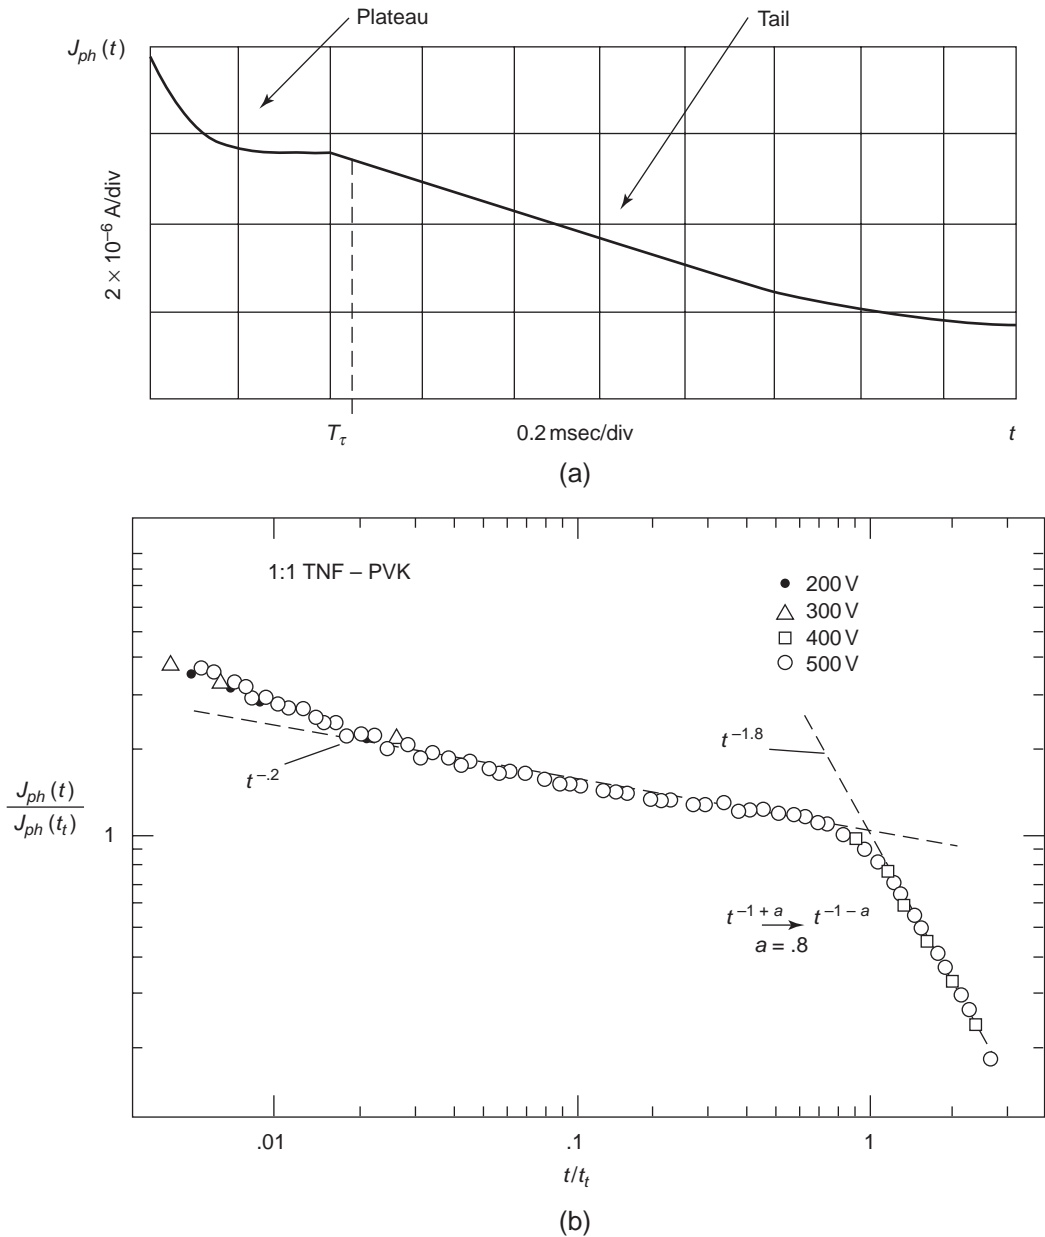 Plateau
Tail
J_ph (t)
2 × 10^–6 A/div
T_τ
0.2 msec/div
t
(a)
1:1 TNF – PVK
200 V
300 V
400 V
500 V
t^–1.8
t^–.2
J_ph (t)
J_ph (t_t)
1
t^–1 + a → t^–1 – a
a = .8
.01
.1
1
t/t_t
(b)